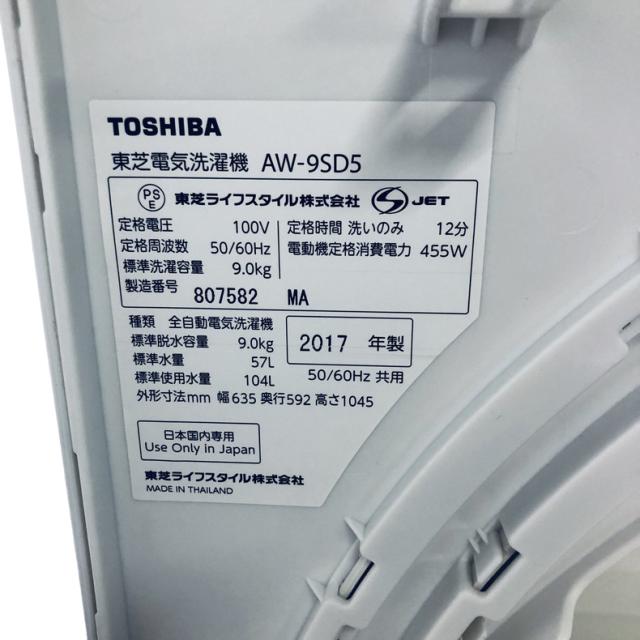 TOSHIBA
東芝電気洗濯機 AW-9SD5
PS E 東芝ライフスタイル株式会社 S JET
定格電圧 100V 定格時間 洗いのみ 12分
定格周波数 50/60Hz 電動機定格消費電力 455W
標準洗濯容量 9.0kg
製造番号 807582 MA
種類 全自動電気洗濯機
標準脱水容量 9.0kg 2017 年製
標準水量 57L
標準使用水量 104L 50/60Hz 共用
外形寸法mm 幅635 奥行592 高さ1045
日本国内専用
Use Only in Japan
東芝ライフスタイル株式会社
MADE IN THAILAND